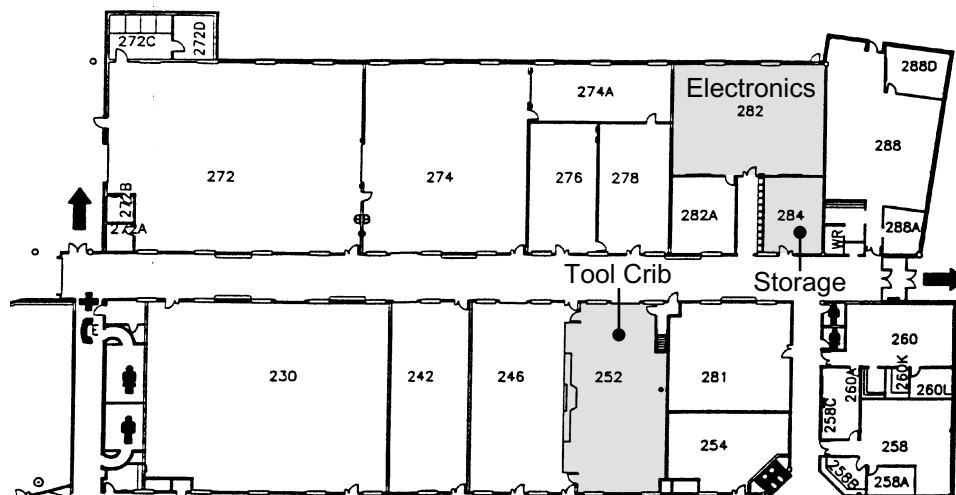 272C
272D
Electronics
282
274A
288D
288
272
274
276
278
272B
272A
282A
284
WR
288A
Tool Crib
Storage
E
230
242
246
252
281
260
260K
260A
260L
258C
254
258
258B
258A